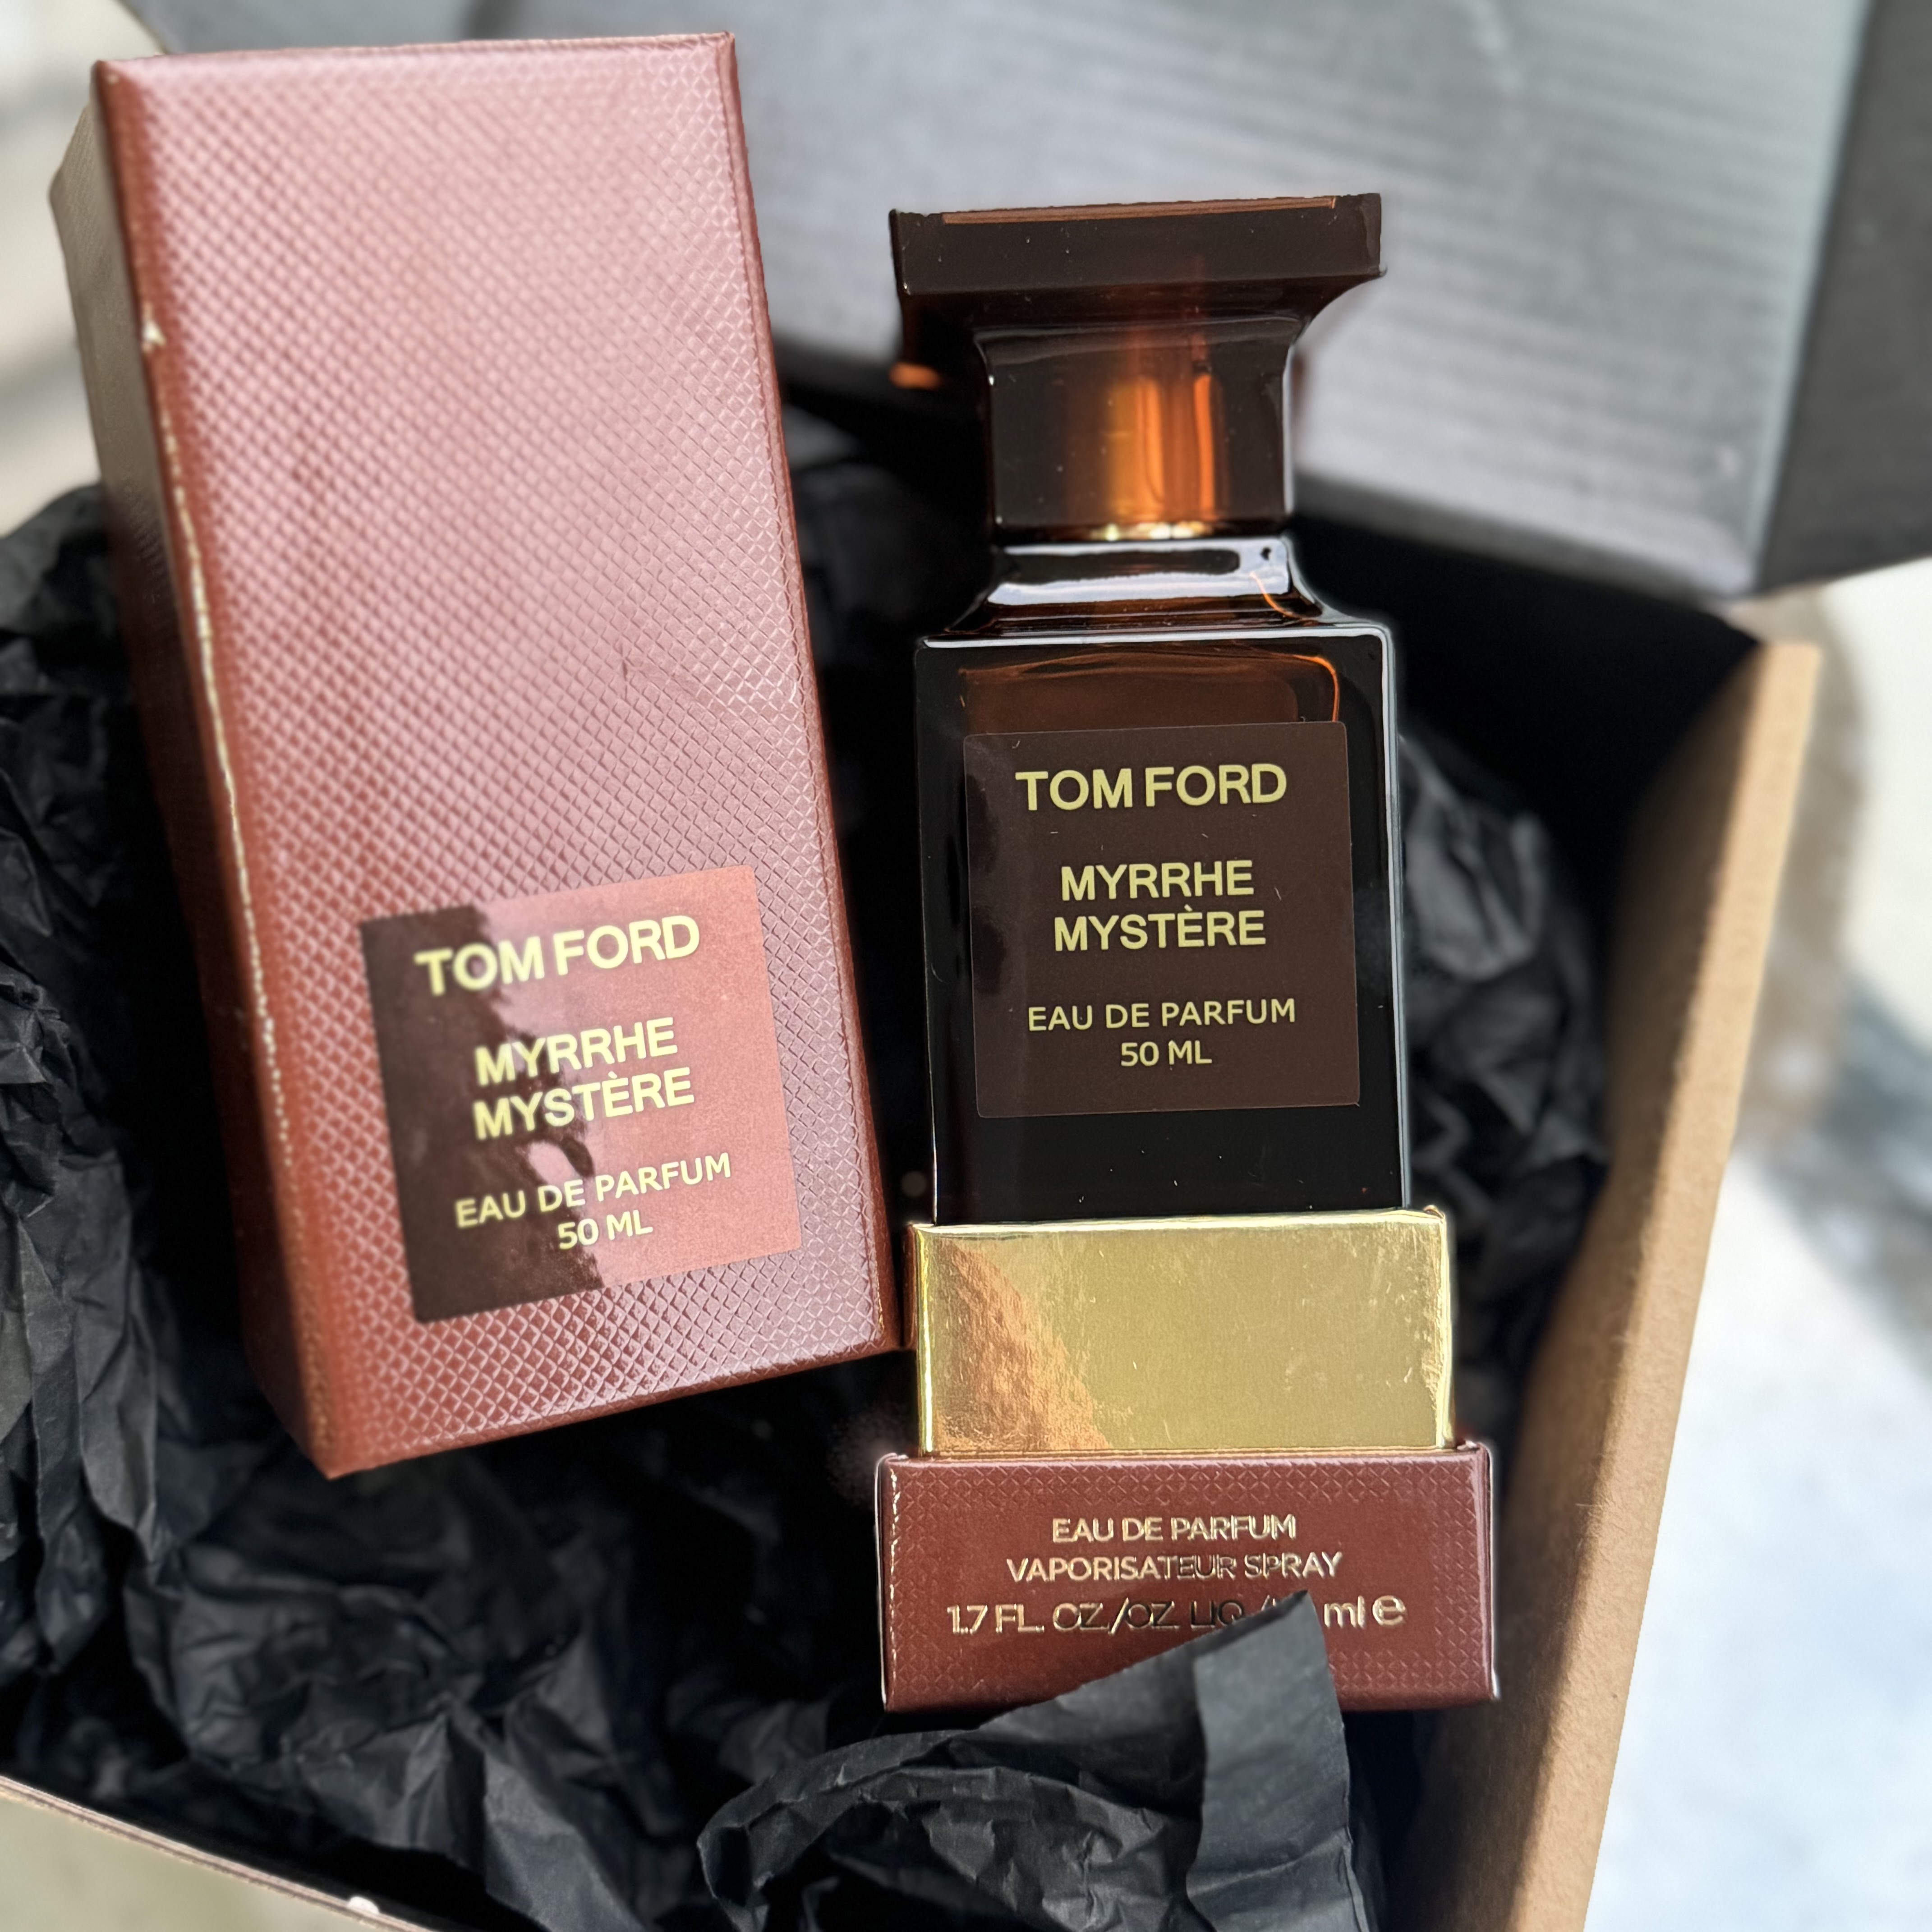 TOM FORD
MYRRHE
MYSTÈRE
EAU DE PARFUM
50 ML
TOM FORD
MYRRHE
MYSTÈRE
EAU DE PARFUM
50 ML
EAU DE PARFUM
VAPORISATEUR SPRAY
1.7 FL. OZ./OZ. LIQ. / ml e